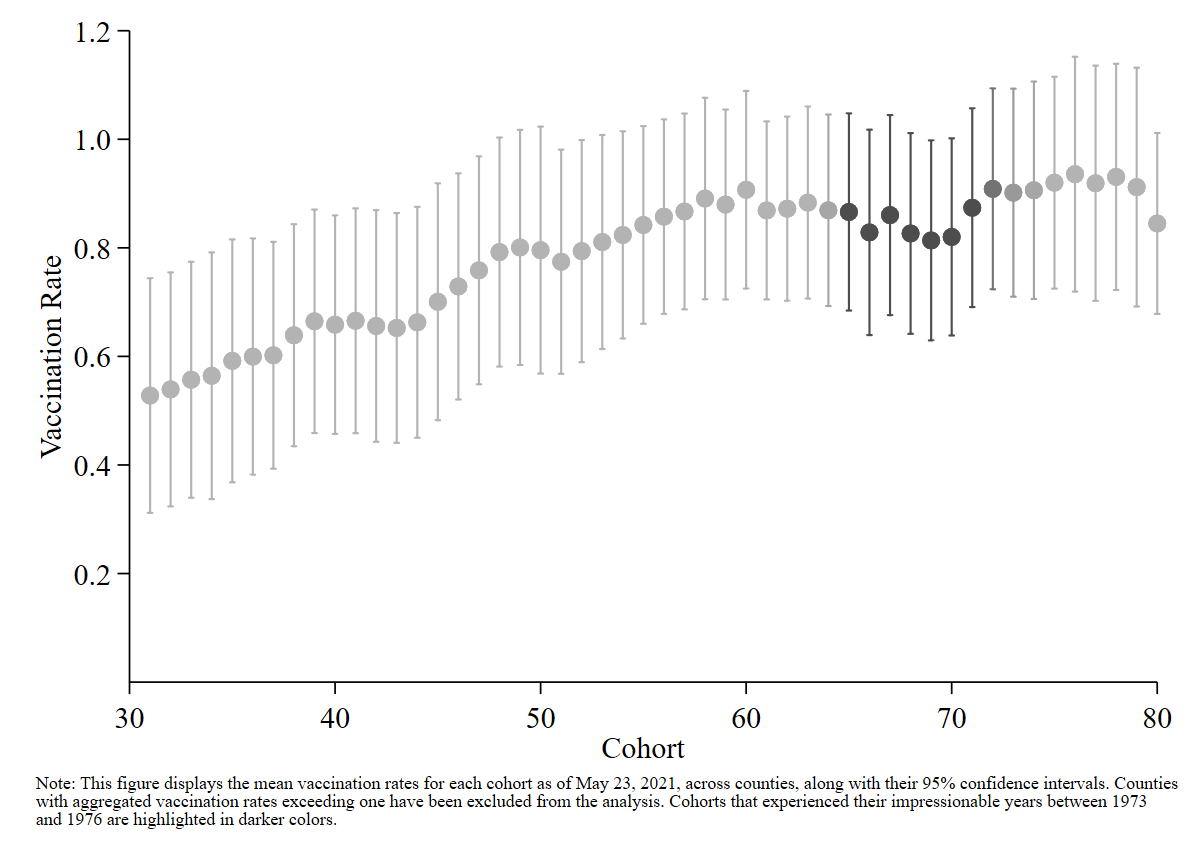 1.2
1.0
0.8
0.6
0.4
0.2
Vaccination Rate
30 40 50 60 70 80
Cohort
Note: This figure displays the mean vaccination rates for each cohort as of May 23, 2021, across counties, along with their 95% confidence intervals. Counties
with aggregated vaccination rates exceeding one have been excluded from the analysis. Cohorts that experienced their impressionable years between 1973
and 1976 are highlighted in darker colors.